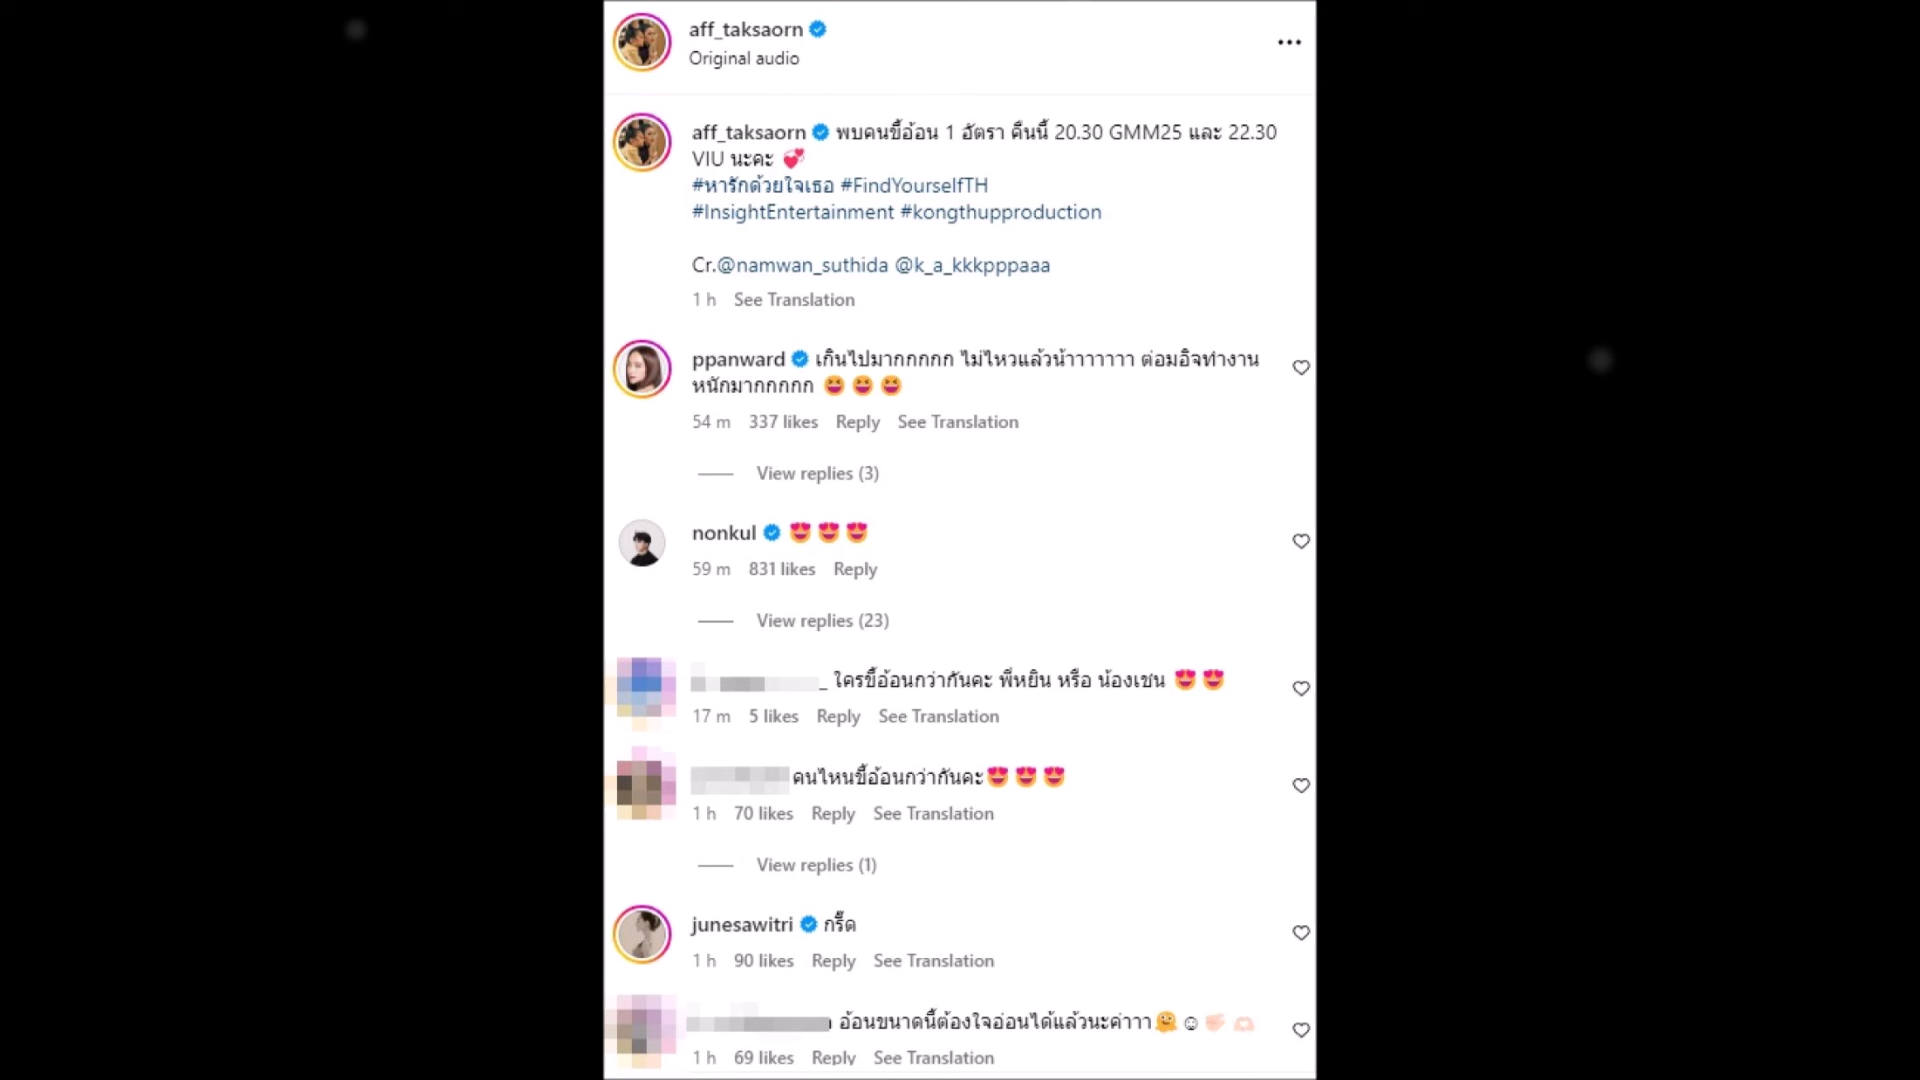 aff_taksaorn
Original audio
aff_taksaorn พบคนขี้อ้อน 1 อัตรา คืนนี้ 20.30 GMM25 และ 22.30
VIU นะคะ 💞
#หารักด้วยใจเธอ #FindYourselfTH
#InsightEntertainment #kongthupproduction
Cr.@namwan_suthida @k_a_kkkpppaaa
1 h See Translation
ppanward เกินไปมากกกกก ไม่ไหวแล้วน้าาาาาาา ต่อมอิจทำงาน
หนักมากกกกก 😆 😆 😆
54 m 337 likes Reply See Translation
View replies (3)
nonkul 😍 😍 😍
59 m 831 likes Reply
View replies (23)
_ ใครขี้อ้อนกว่ากันคะ พี่หยิน หรือ น้องเชน 😍 😍
17 m 5 likes Reply See Translation
คนไหนขี้อ้อนกว่ากันคะ😍 😍 😍
1 h 70 likes Reply See Translation
View replies (1)
junesawitri กรี๊ด
1 h 90 likes Reply See Translation
อ้อนขนาดนี้ต้องใจอ่อนได้แล้วนะค่าาา
1 h 69 likes Reply See Translation